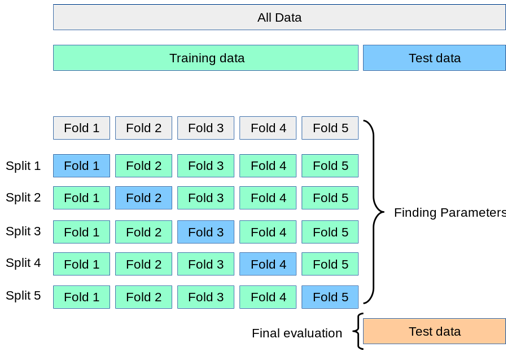 All Data
Training data Test data
Fold 1 Fold 2 Fold 3 Fold 4 Fold 5
Split 1 Fold 1 Fold 2 Fold 3 Fold 4 Fold 5
Split 2 Fold 1 Fold 2 Fold 3 Fold 4 Fold 5
Finding Parameters
Split 3 Fold 1 Fold 2 Fold 3 Fold 4 Fold 5
Split 4 Fold 1 Fold 2 Fold 3 Fold 4 Fold 5
Split 5 Fold 1 Fold 2 Fold 3 Fold 4 Fold 5
Final evaluation Test data